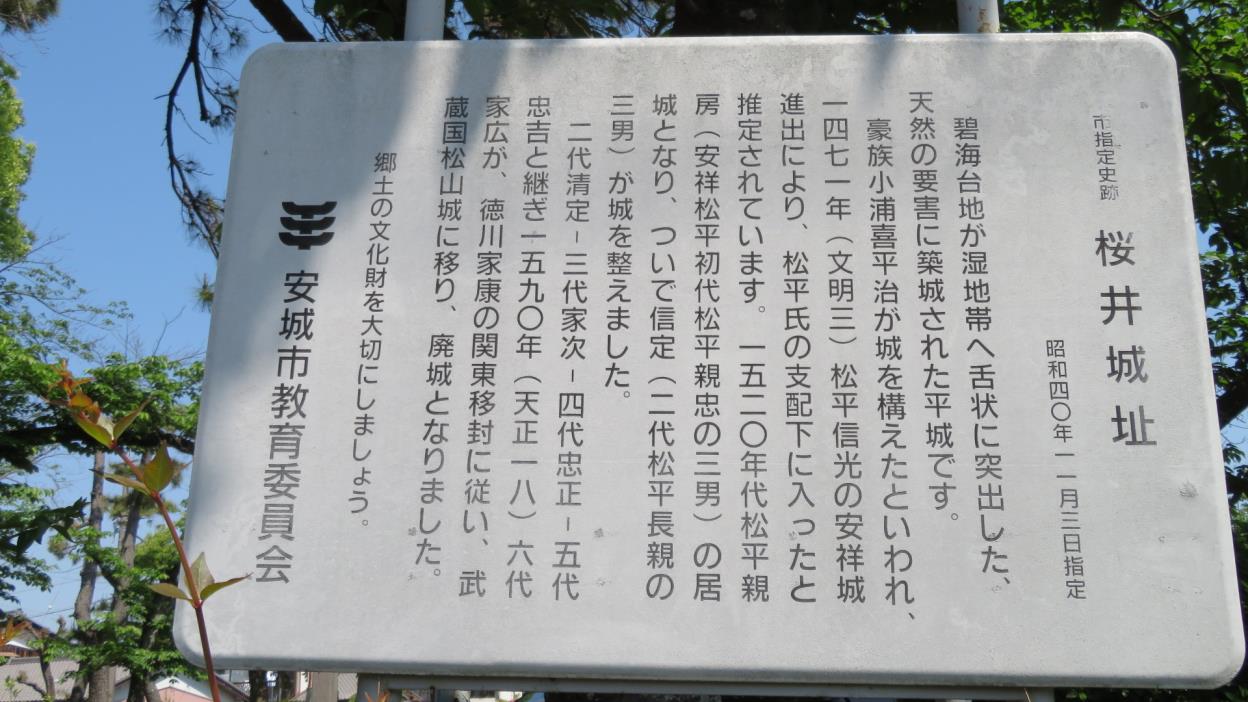 市指定史跡 桜井城址
昭和四〇年一一月三日指定
碧海台地が湿地帯へ舌状に突出した、
天然の要害に築城された平城です。
豪族小浦喜平治が城を構えたといわれ、
一四七一年（文明三）松平信光の安祥城
進出により、松平氏の支配下に入ったと
推定されています。一五二〇年代松平親
房（安祥松平初代松平親忠の三男）の居
城となり、ついで信定（二代松平長親の
三男）が城を整えました。
二代清定－三代家次－四代忠正－五代
忠吉と継ぎ一五九〇年（天正一八）六代
家広が、徳川家康の関東移封に従い、武
蔵国松山城に移り、廃城となりました。
郷土の文化財を大切にしましょう。
安城市教育委員会